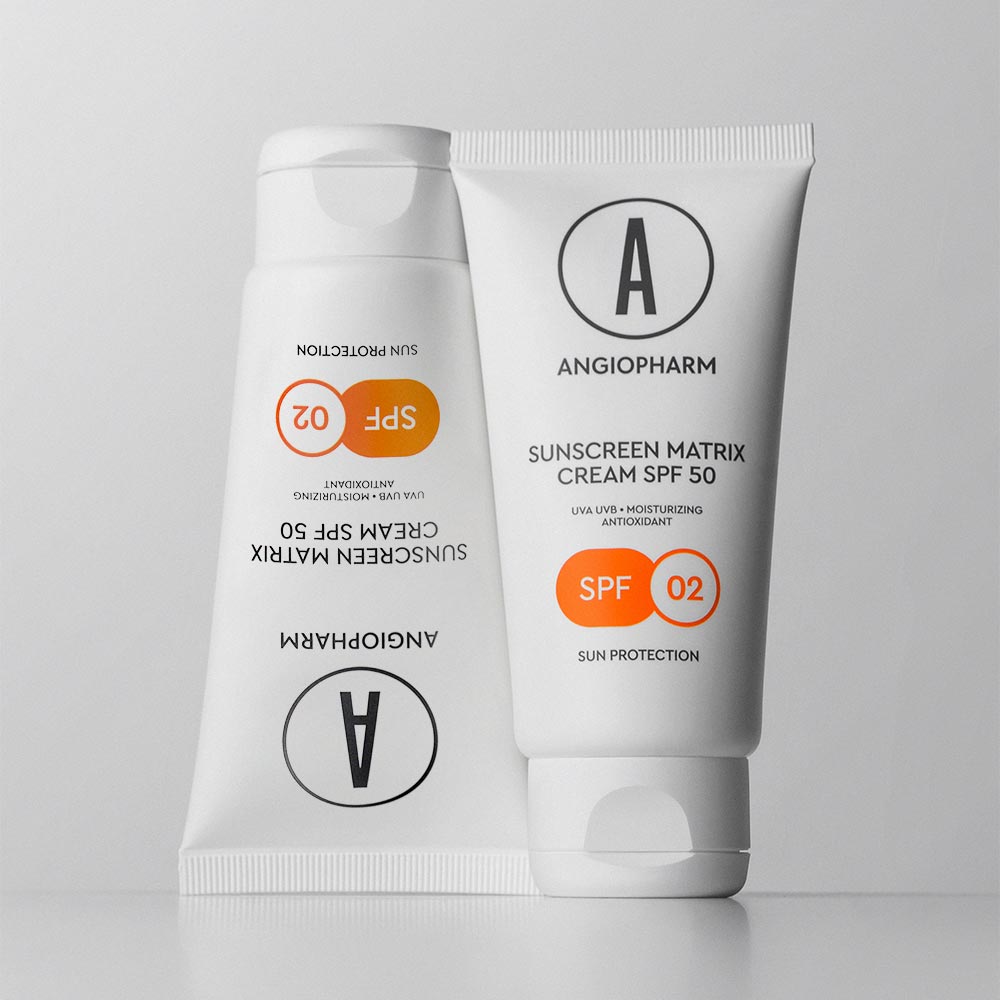 A
ANGIOPHARM
SUNSCREEN MATRIX
CREAM SPF 50
UVA UVB • MOISTURIZING
ANTIOXIDANT
SPF 02
SUN PROTECTION
A
ANGIOPHARM
SUNSCREEN MATRIX
CREAM SPF 50
UVA UVB • MOISTURIZING
ANTIOXIDANT
SPF 02
SUN PROTECTION